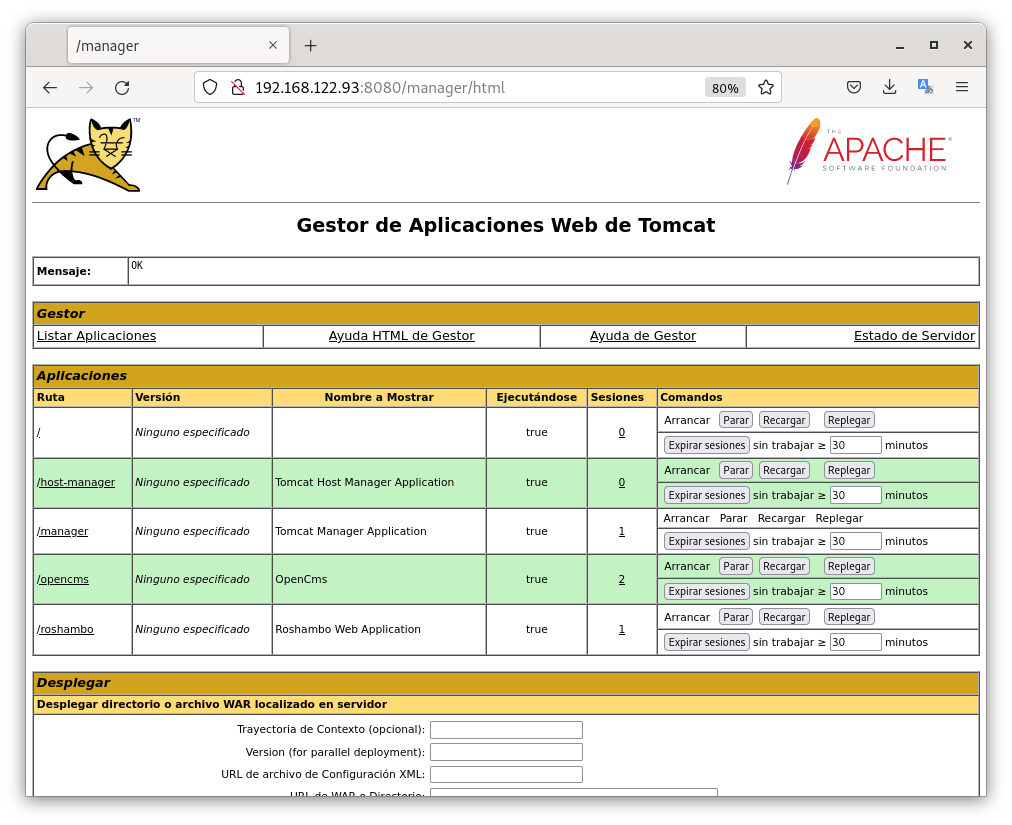 /manager
192.168.122.93:8080/manager/html 80%
TM
THE
APACHE®
SOFTWARE FOUNDATION
Gestor de Aplicaciones Web de Tomcat
Mensaje: OK
Gestor
Listar Aplicaciones Ayuda HTML de Gestor Ayuda de Gestor Estado de Servidor
Aplicaciones
Ruta Versión Nombre a Mostrar Ejecutándose Sesiones Comandos
Arrancar Parar Recargar Replegar
/ Ninguno especificado true 0
Expirar sesiones sin trabajar ≥ 30 minutos
Arrancar Parar Recargar Replegar
/host-manager Ninguno especificado Tomcat Host Manager Application true 0
Expirar sesiones sin trabajar ≥ 30 minutos
Arrancar Parar Recargar Replegar
/manager Ninguno especificado Tomcat Manager Application true 1
Expirar sesiones sin trabajar ≥ 30 minutos
Arrancar Parar Recargar Replegar
/opencms Ninguno especificado OpenCms true 2
Expirar sesiones sin trabajar ≥ 30 minutos
Arrancar Parar Recargar Replegar
/roshambo Ninguno especificado Roshambo Web Application true 1
Expirar sesiones sin trabajar ≥ 30 minutos
Desplegar
Desplegar directorio o archivo WAR localizado en servidor
Trayectoria de Contexto (opcional):
Version (for parallel deployment):
URL de archivo de Configuración XML:
URL de WAR o Directorio: